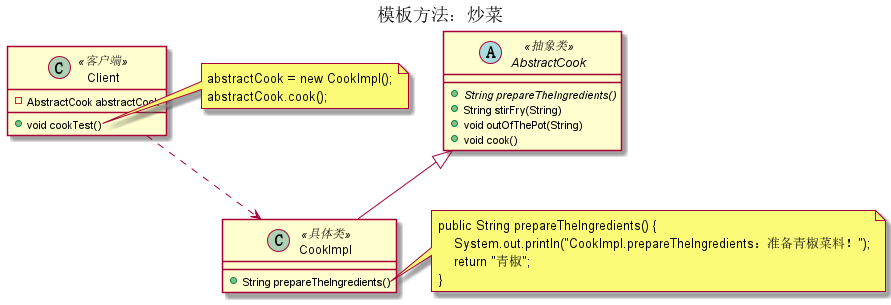 模板方法：炒菜
C «客户端»
Client
AbstractCook abstractCook
void cookTest()
abstractCook = new CookImpl();
abstractCook.cook();
A «抽象类»
AbstractCook
String prepareTheIngredients()
String stirFry(String)
void outOfThePot(String)
void cook()
C «具体类»
CookImpl
String prepareTheIngredients()
public String prepareTheIngredients() {
System.out.println("CookImpl.prepareTheIngredients：准备青椒菜料！");
return "青椒";
}